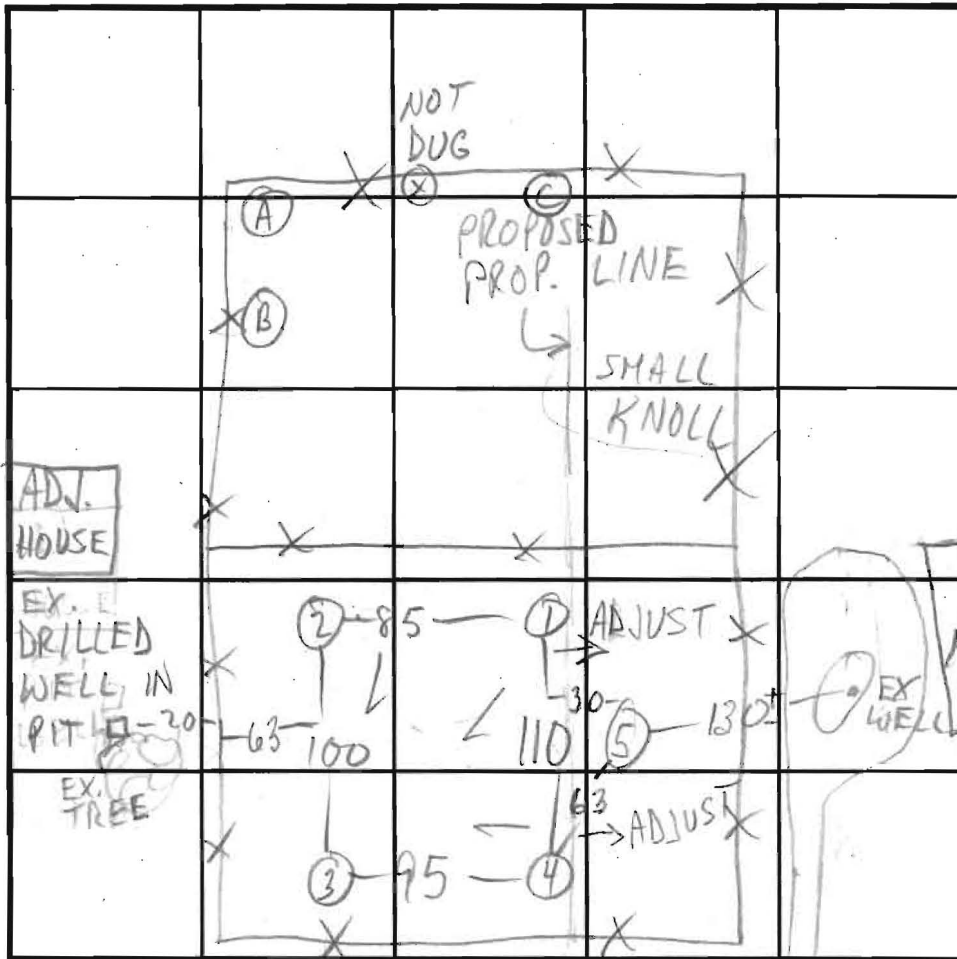 NOT
DUG
X
A
C
PROPOSED
PROP. LINE
B
SMALL
KNOLL
ADJ.
HOUSE
EX.
DRILLED
WELL, IN
PIT
20
EX.
TREE
2
85
1
ADJUST
63
100
110
30
5
130±
EX
WELL
63
ADJUST
3
95
4